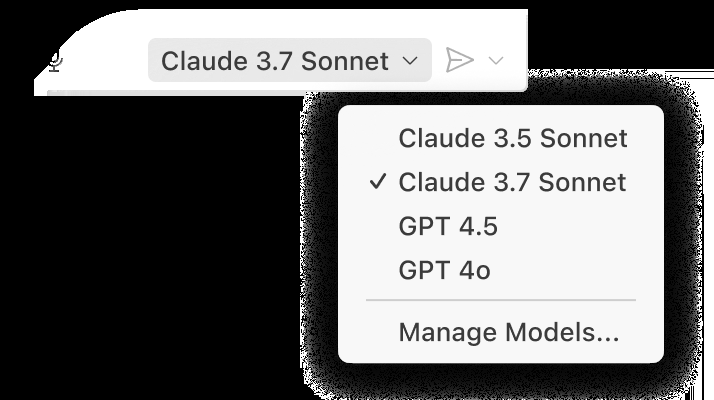 Claude 3.7 Sonnet
Claude 3.5 Sonnet
Claude 3.7 Sonnet
GPT 4.5
GPT 4o
Manage Models...